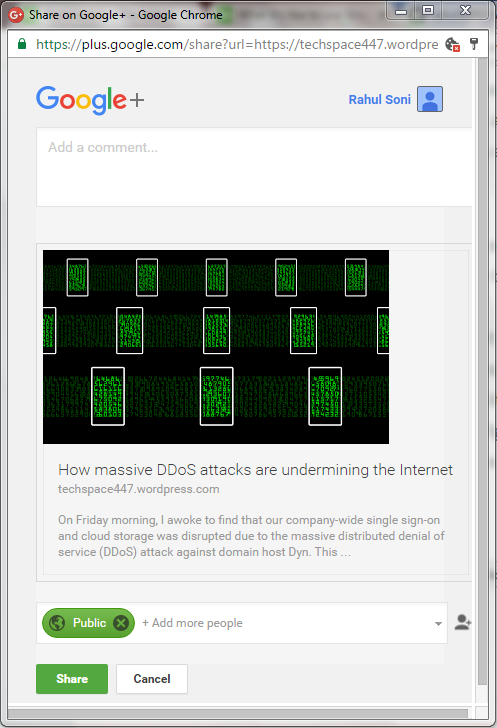 Share on Google+ - Google Chrome
https://plus.google.com/share?url=https://techspace447.wordpre
Google+
Rahul Soni
Add a comment...
How massive DDoS attacks are undermining the Internet
techspace447.wordpress.com
On Friday morning, I awoke to find that our company-wide single sign-on
and cloud storage was disrupted due to the massive distributed denial of
service (DDoS) attack against domain host Dyn. This ...
Public
+ Add more people
Share
Cancel